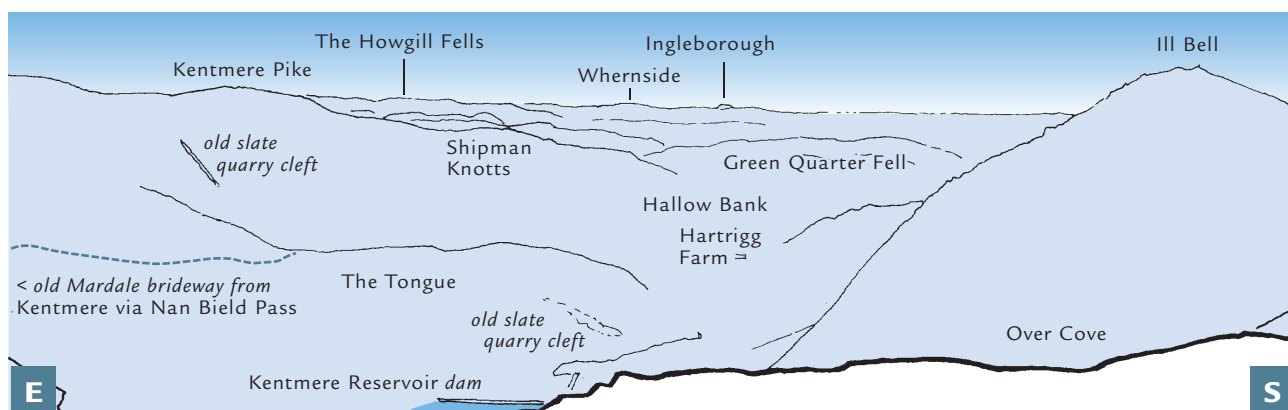 The Howgill Fells
Ingleborough
Ill Bell
Kentmere Pike
Whernside
old slate
quarry cleft
Shipman
Knotts
Green Quarter Fell
Hallow Bank
Hartrigg
Farm
< old Mardale brideway from
Kentmere via Nan Bield Pass
The Tongue
old slate
quarry cleft
Over Cove
Kentmere Reservoir dam
E
S